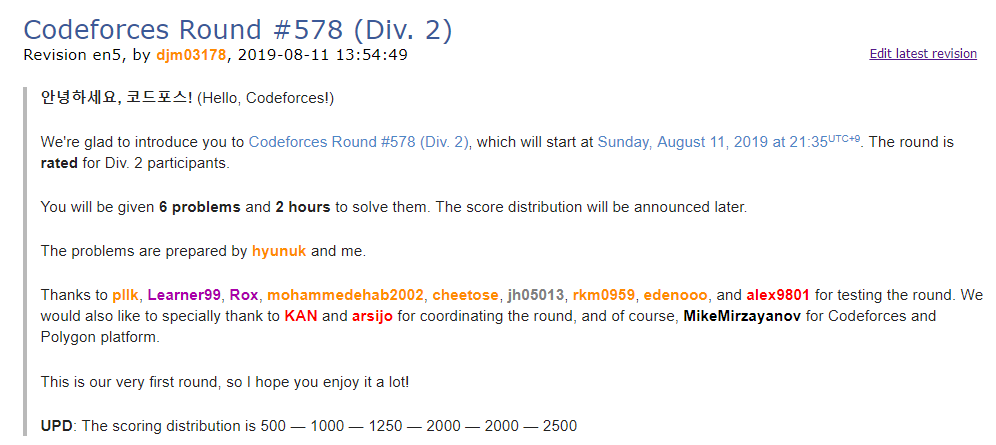 Codeforces Round #578 (Div. 2)
Revision en5, by djm03178, 2019-08-11 13:54:49
Edit latest revision
안녕하세요, 코드포스! (Hello, Codeforces!)
We're glad to introduce you to Codeforces Round #578 (Div. 2), which will start at Sunday, August 11, 2019 at 21:35UTC+9. The round is
rated for Div. 2 participants.
You will be given 6 problems and 2 hours to solve them. The score distribution will be announced later.
The problems are prepared by hyunuk and me.
Thanks to pllk, Learner99, Rox, mohammedehab2002, cheetose, jh05013, rkm0959, edenooo, and alex9801 for testing the round. We
would also like to specially thank to KAN and arsijo for coordinating the round, and of course, MikeMirzayanov for Codeforces and
Polygon platform.
This is our very first round, so I hope you enjoy it a lot!
UPD: The scoring distribution is 500 — 1000 — 1250 — 2000 — 2000 — 2500